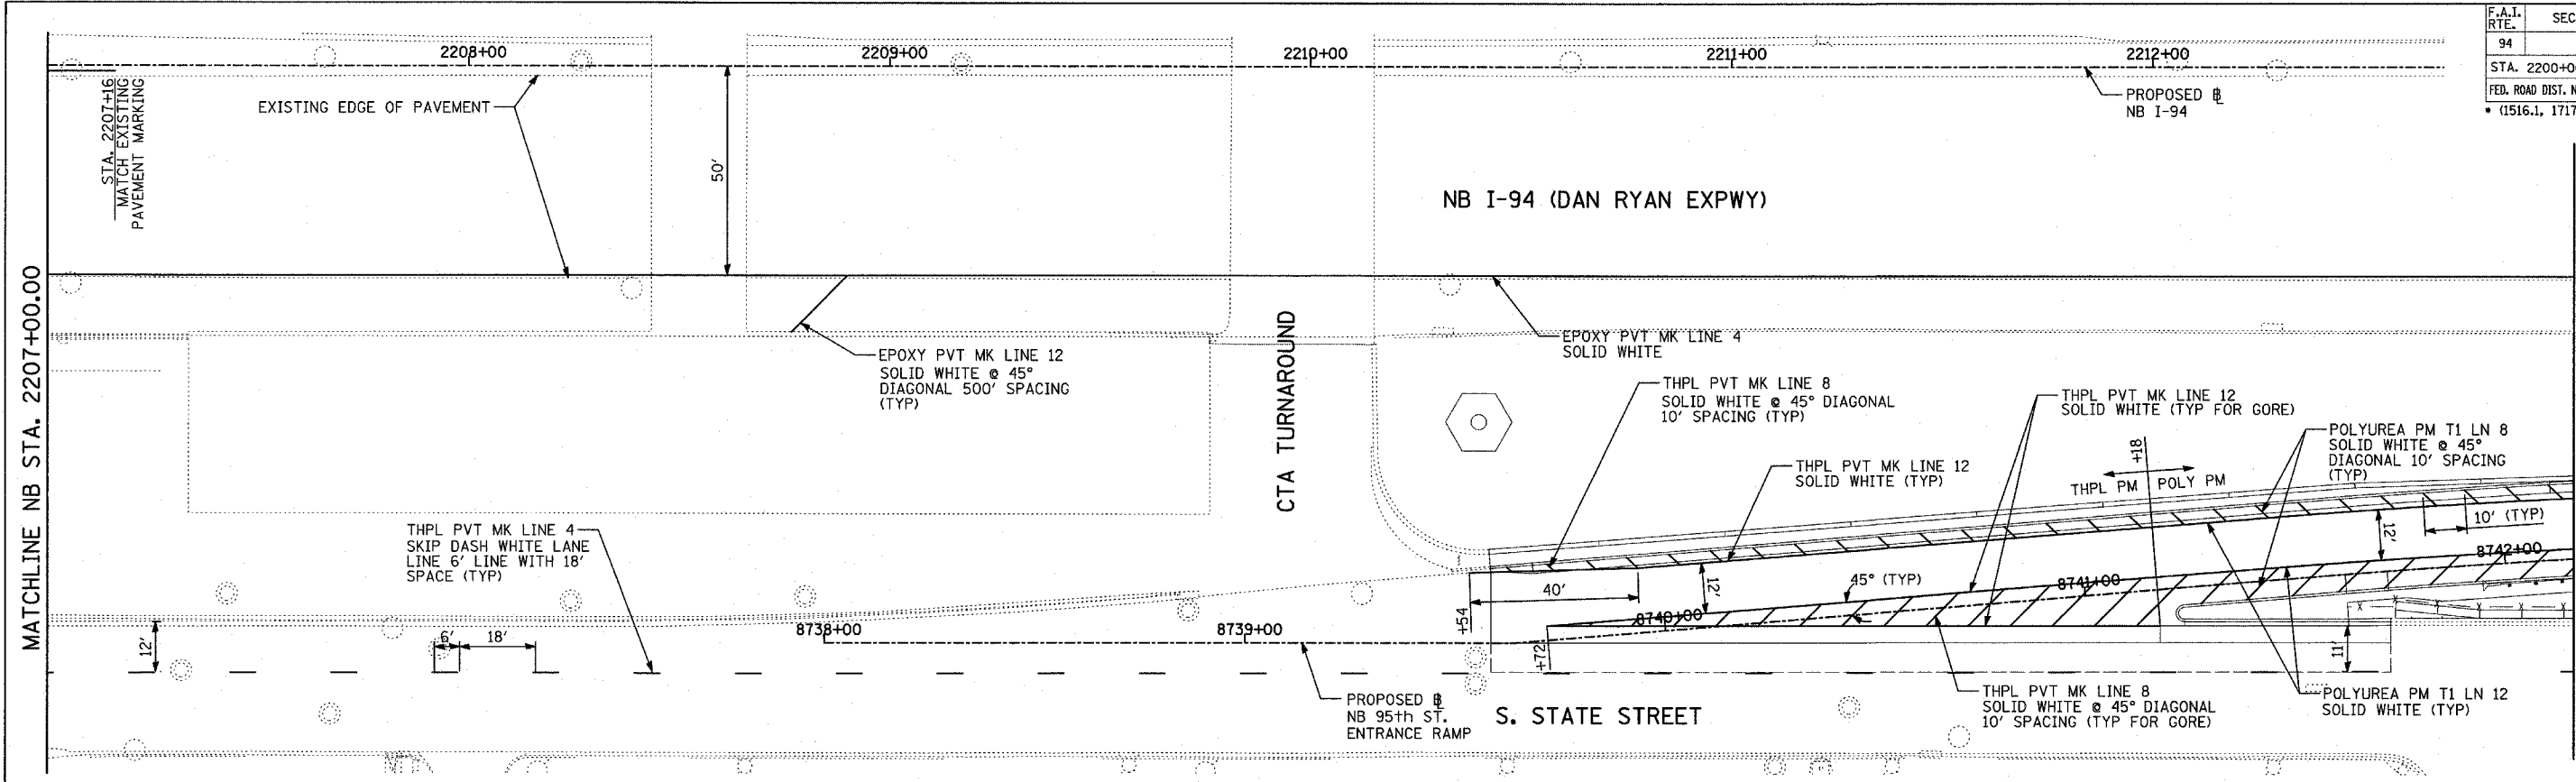 F.A.I.
RTE.
SEC
94
STA. 2200+0
FED. ROAD DIST. N
* (1516.1, 1717
2208+00
2209+00
2210+00
2211+00
2212+00
STA. 2207+16
MATCH EXISTING
PAVEMENT MARKING
EXISTING EDGE OF PAVEMENT
50'
PROPOSED ℄
NB I-94
NB I-94 (DAN RYAN EXPWY)
MATCHLINE NB STA. 2207+00.00
EPOXY PVT MK LINE 12
SOLID WHITE @ 45°
DIAGONAL 500' SPACING
(TYP)
CTA TURNAROUND
EPOXY PVT MK LINE 4
SOLID WHITE
THPL PVT MK LINE 8
SOLID WHITE @ 45° DIAGONAL
10' SPACING (TYP)
THPL PVT MK LINE 12
SOLID WHITE (TYP FOR GORE)
POLYUREA PM T1 LN 8
SOLID WHITE @ 45°
DIAGONAL 10' SPACING
(TYP)
+18
THPL PM
POLY PM
THPL PVT MK LINE 12
SOLID WHITE (TYP)
10' (TYP)
12'
8742+00
THPL PVT MK LINE 4
SKIP DASH WHITE LANE
LINE 6' LINE WITH 18'
SPACE (TYP)
40'
12'
45° (TYP)
8741+00
8740+00
+54
+72
8738+00
8739+00
12'
6'
18'
11'
PROPOSED ℄
NB 95th ST.
ENTRANCE RAMP
S. STATE STREET
THPL PVT MK LINE 8
SOLID WHITE @ 45° DIAGONAL
10' SPACING (TYP FOR GORE)
POLYUREA PM T1 LN 12
SOLID WHITE (TYP)